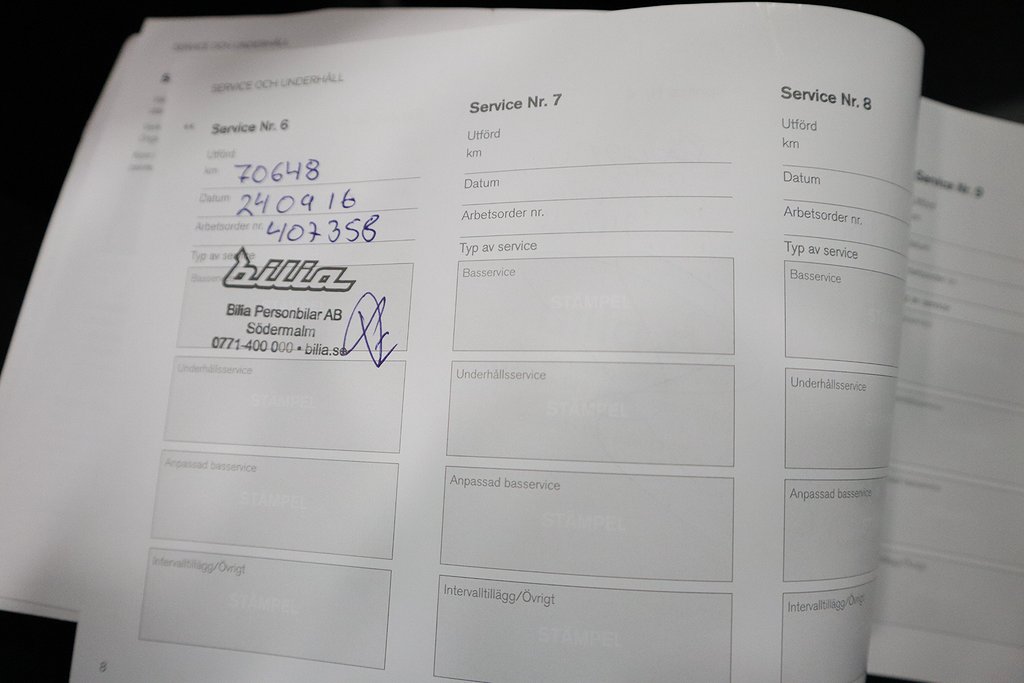 SERVICE OCH UNDERHÅLL
SERVICE OCH UNDERHÅLL
Service Nr. 6
Utförd
km 70648
Datum 240916
Arbetsorder nr. 407358
Typ av service
Basservice
bilia
Bilia Personbilar AB
Södermalm
0771-400 000 • bilia.se
Underhållsservice
STÄMPEL
Anpassad basservice
STÄMPEL
Intervalltillägg/Övrigt
STÄMPEL
8
Service Nr. 7
Utförd
km
Datum
Arbetsorder nr.
Typ av service
Basservice
STÄMPEL
Underhållsservice
STÄMPEL
Anpassad basservice
STÄMPEL
Intervalltillägg/Övrigt
STÄMPEL
Service Nr. 8
Utförd
km
Datum
Arbetsorder nr.
Typ av service
Basservice
Underhållsservice
Anpassad basservice
Intervalltillägg/Övrigt
Service Nr. 9